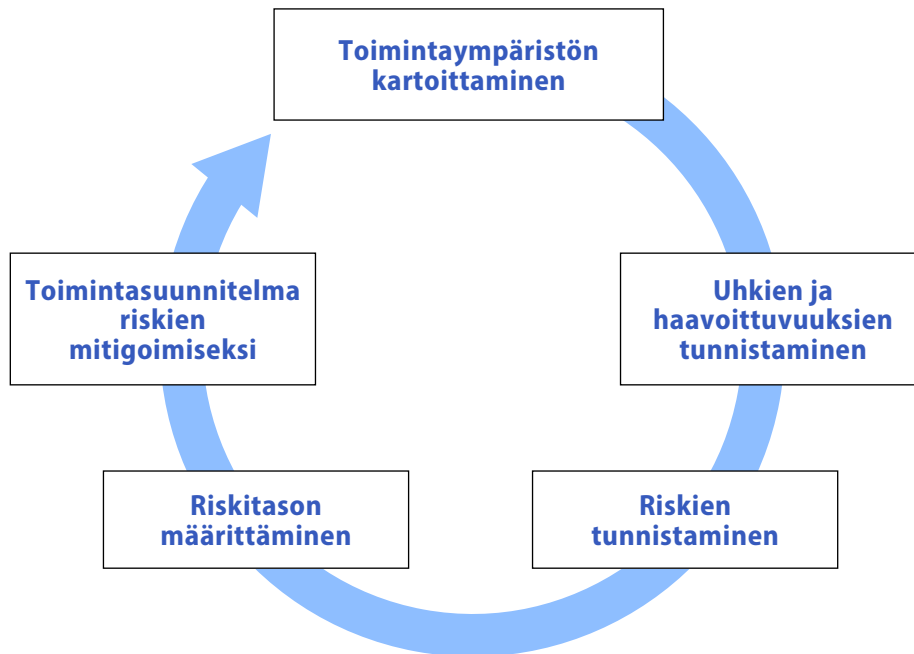 Toimintaympäristön
kartoittaminen
Uhkien ja
haavoittuvuuksien
tunnistaminen
Riskien
tunnistaminen
Riskitason
määrittäminen
Toimintasuunnitelma
riskien
mitigoimiseksi